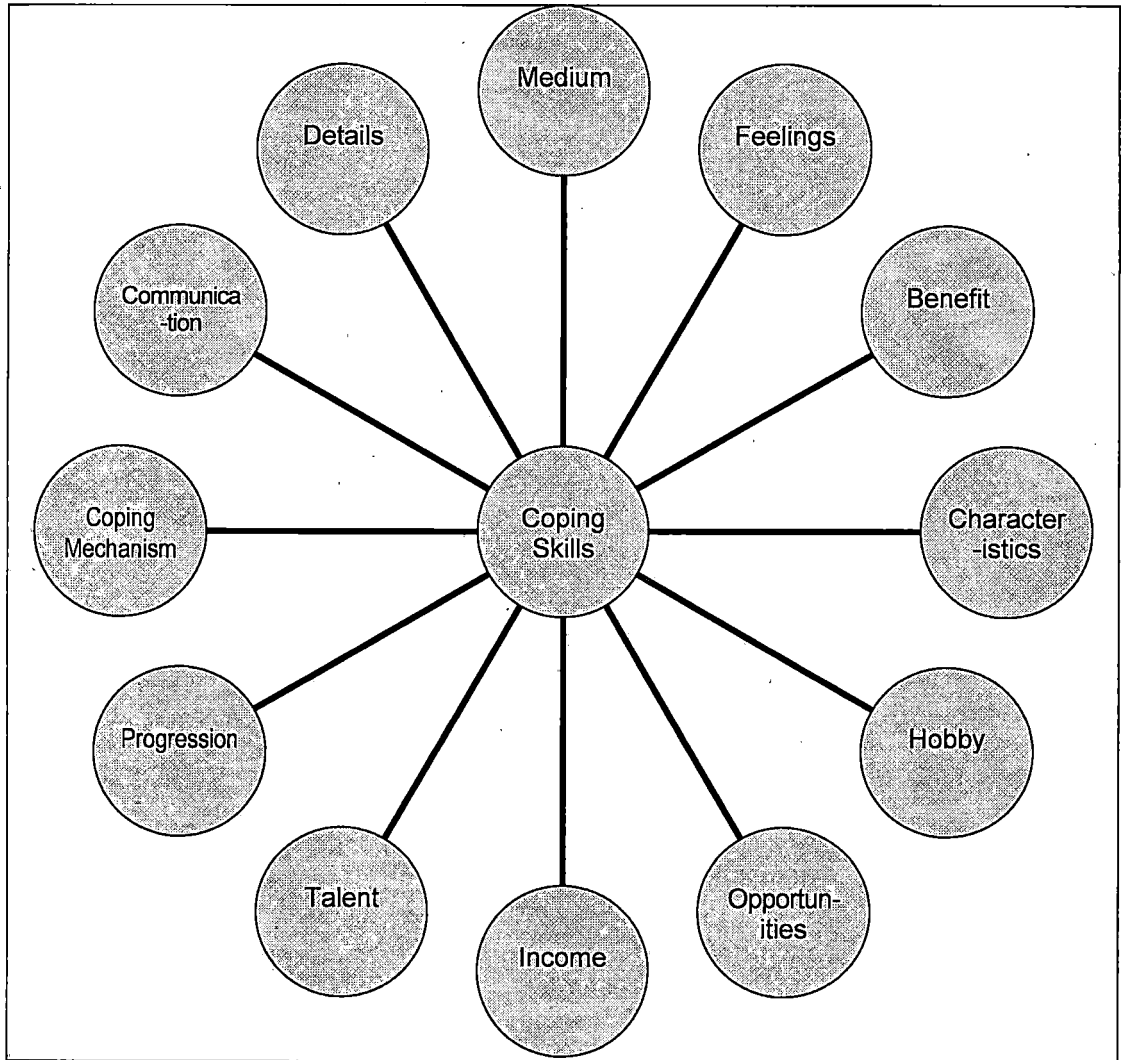 Medium
Details
Feelings
Communica
-tion
Benefit
Coping
Mechanism
Coping
Skills
Character
-istics
Progression
Hobby
Talent
Opportun-
ities
Income